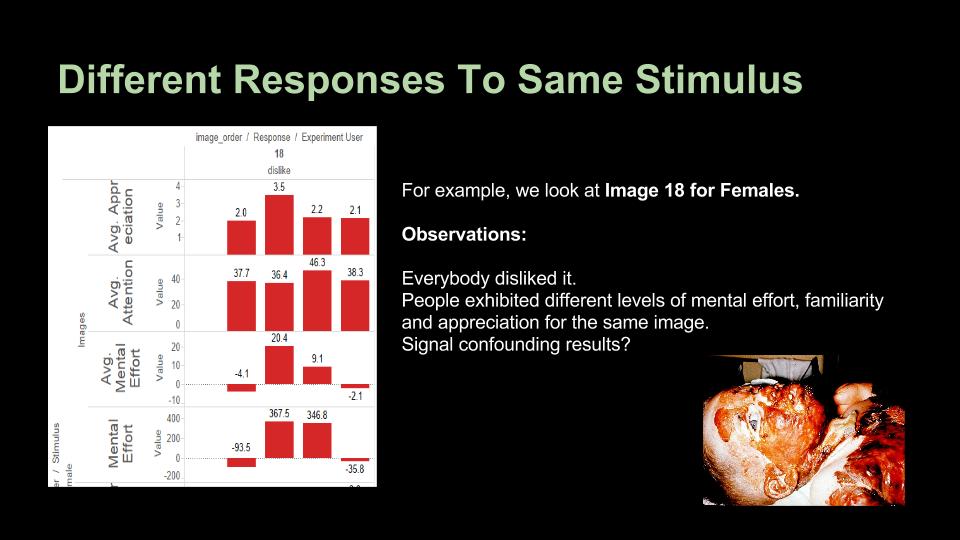 Different Responses To Same Stimulus
image_order / Response / Experiment User
18
dislike
Avg. Appr
eciation
Value
4
3
2
1
2.0
3.5
2.2
2.1
Avg.
Attention
Value
40
20
0
37.7
36.4
46.3
38.3
Images
Avg.
Mental
Effort
Value
20
10
0
-10
-4.1
20.4
9.1
-2.1
Mental
Effort
Value
400
200
0
-200
-93.5
367.5
346.8
-35.8
er / Stimulus
male
For example, we look at Image 18 for Females.
Observations:
Everybody disliked it.
People exhibited different levels of mental effort, familiarity
and appreciation for the same image.
Signal confounding results?